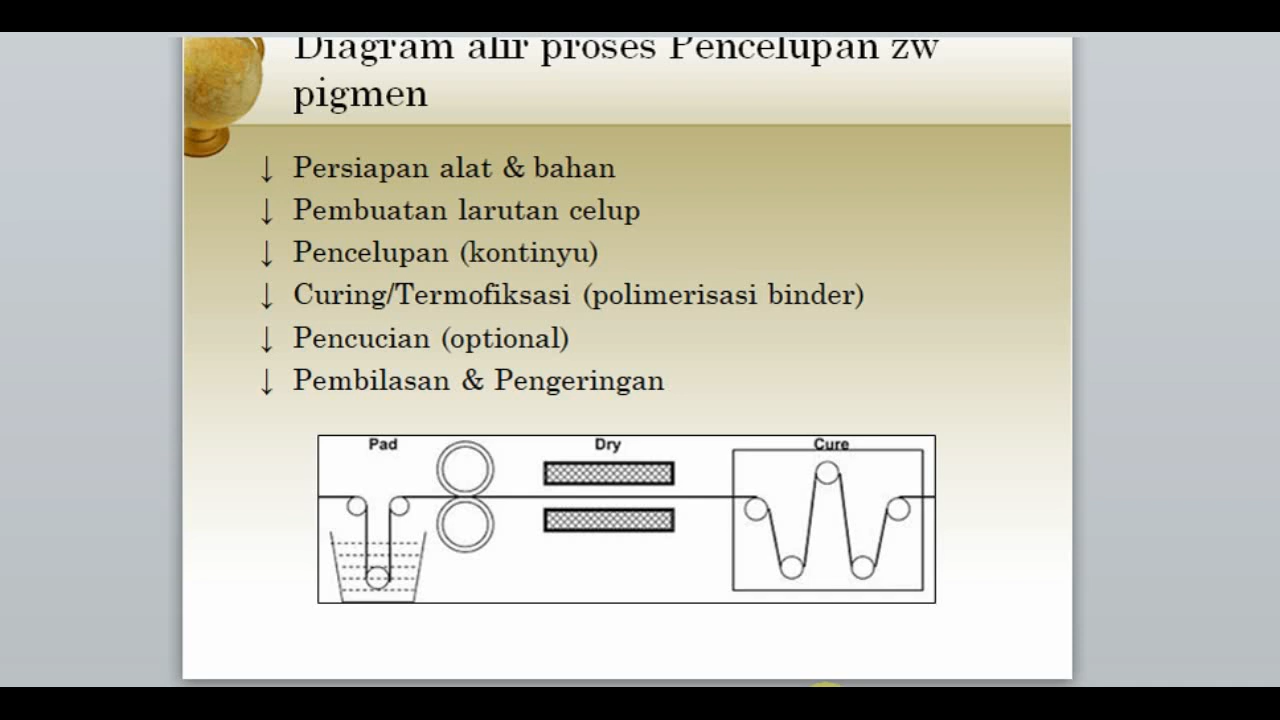 Diagram alir proses Pencelupan zw
pigmen
↓ Persiapan alat & bahan
↓ Pembuatan larutan celup
↓ Pencelupan (kontinyu)
↓ Curing/Termofiksasi (polimerisasi binder)
↓ Pencucian (optional)
↓ Pembilasan & Pengeringan
Pad Dry Cure